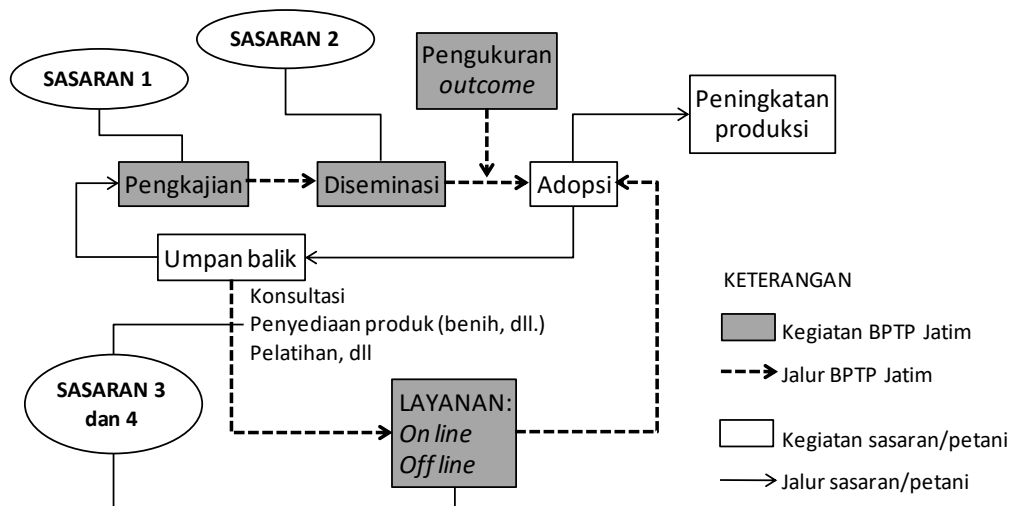 SASARAN 1
SASARAN 2
Pengukuran
outcome
Peningkatan
produksi
Pengkajian
Diseminasi
Adopsi
Umpan balik
Konsultasi
Penyediaan produk (benih, dll.)
Pelatihan, dll
SASARAN 3
dan 4
LAYANAN:
On line
Off line
KETERANGAN
Kegiatan BPTP Jatim
Jalur BPTP Jatim
Kegiatan sasaran/petani
Jalur sasaran/petani